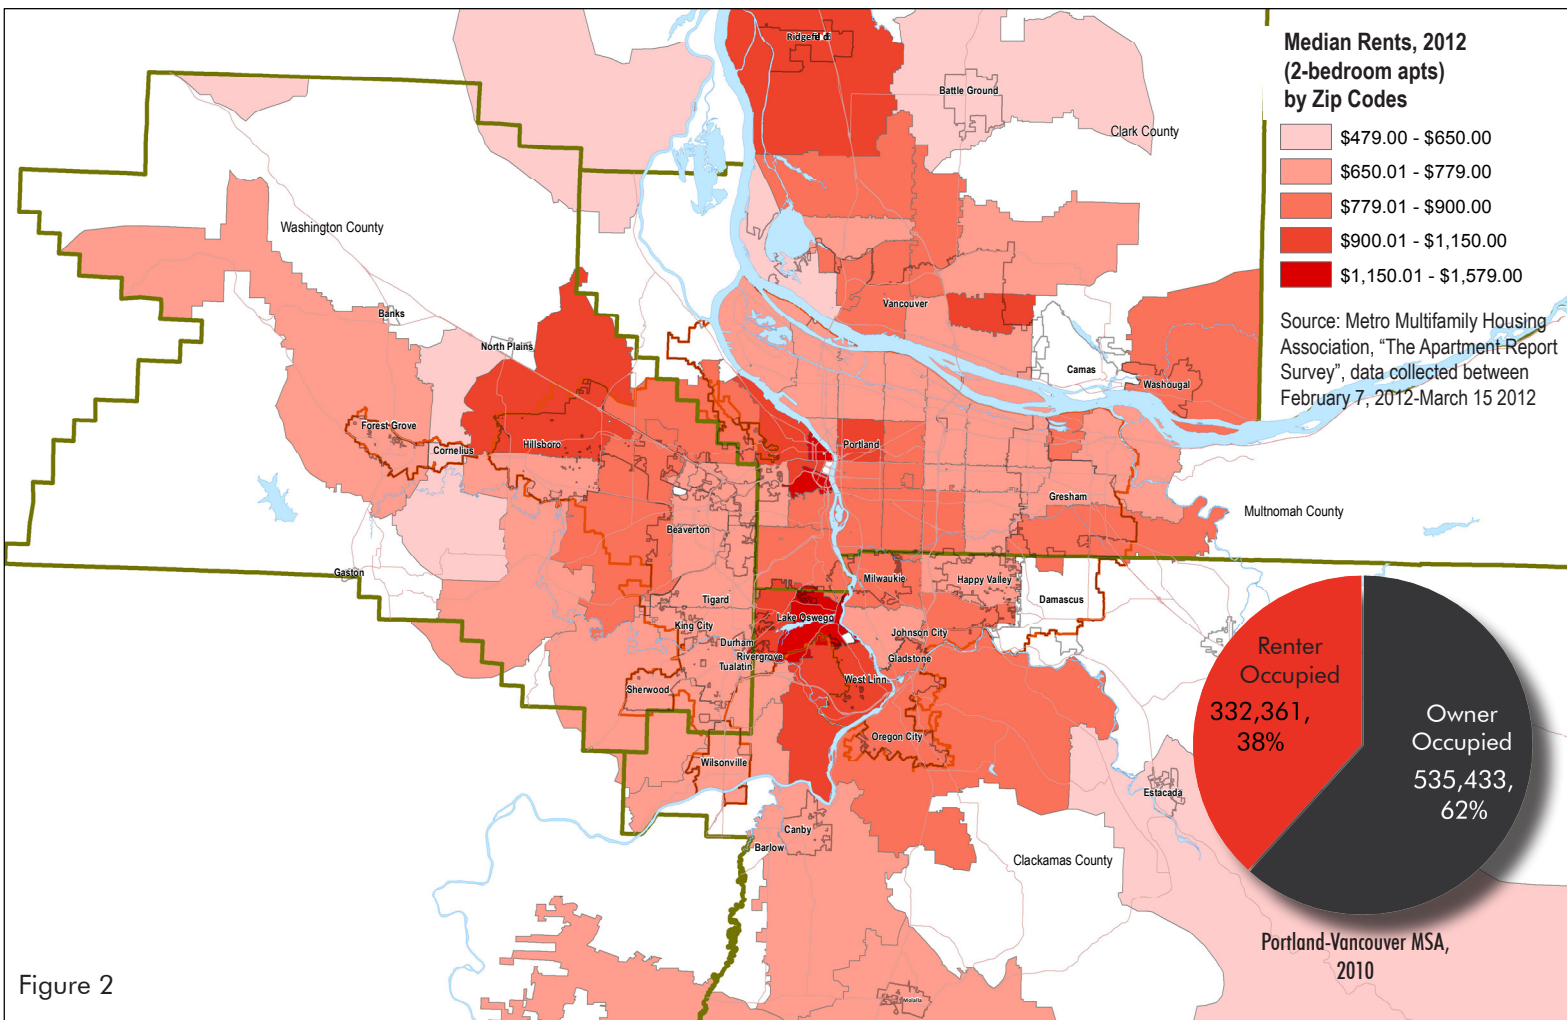 Ridgefield
Battle Ground
Clark County
Median Rents, 2012
(2-bedroom apts)
by Zip Codes
$479.00 - $650.00
$650.01 - $779.00
$779.01 - $900.00
$900.01 - $1,150.00
$1,150.01 - $1,579.00
Source: Metro Multifamily Housing
Association, “The Apartment Report
Survey”, data collected between
February 7, 2012-March 15 2012
Washington County
Banks
North Plains
Vancouver
Camas
Washougal
Forest Grove
Cornelius
Hillsboro
Portland
Gresham
Multnomah County
Beaverton
Gaston
Milwaukie
Happy Valley
Damascus
Tigard
King City
Lake Oswego
Johnson City
Durham
Rivergrove
Tualatin
Gladstone
Sherwood
West Linn
Oregon City
Wilsonville
Estacada
Canby
Barlow
Clackamas County
Molalla
Renter
Occupied
332,361,
38%
Owner
Occupied
535,433,
62%
Portland-Vancouver MSA,
2010
Figure 2